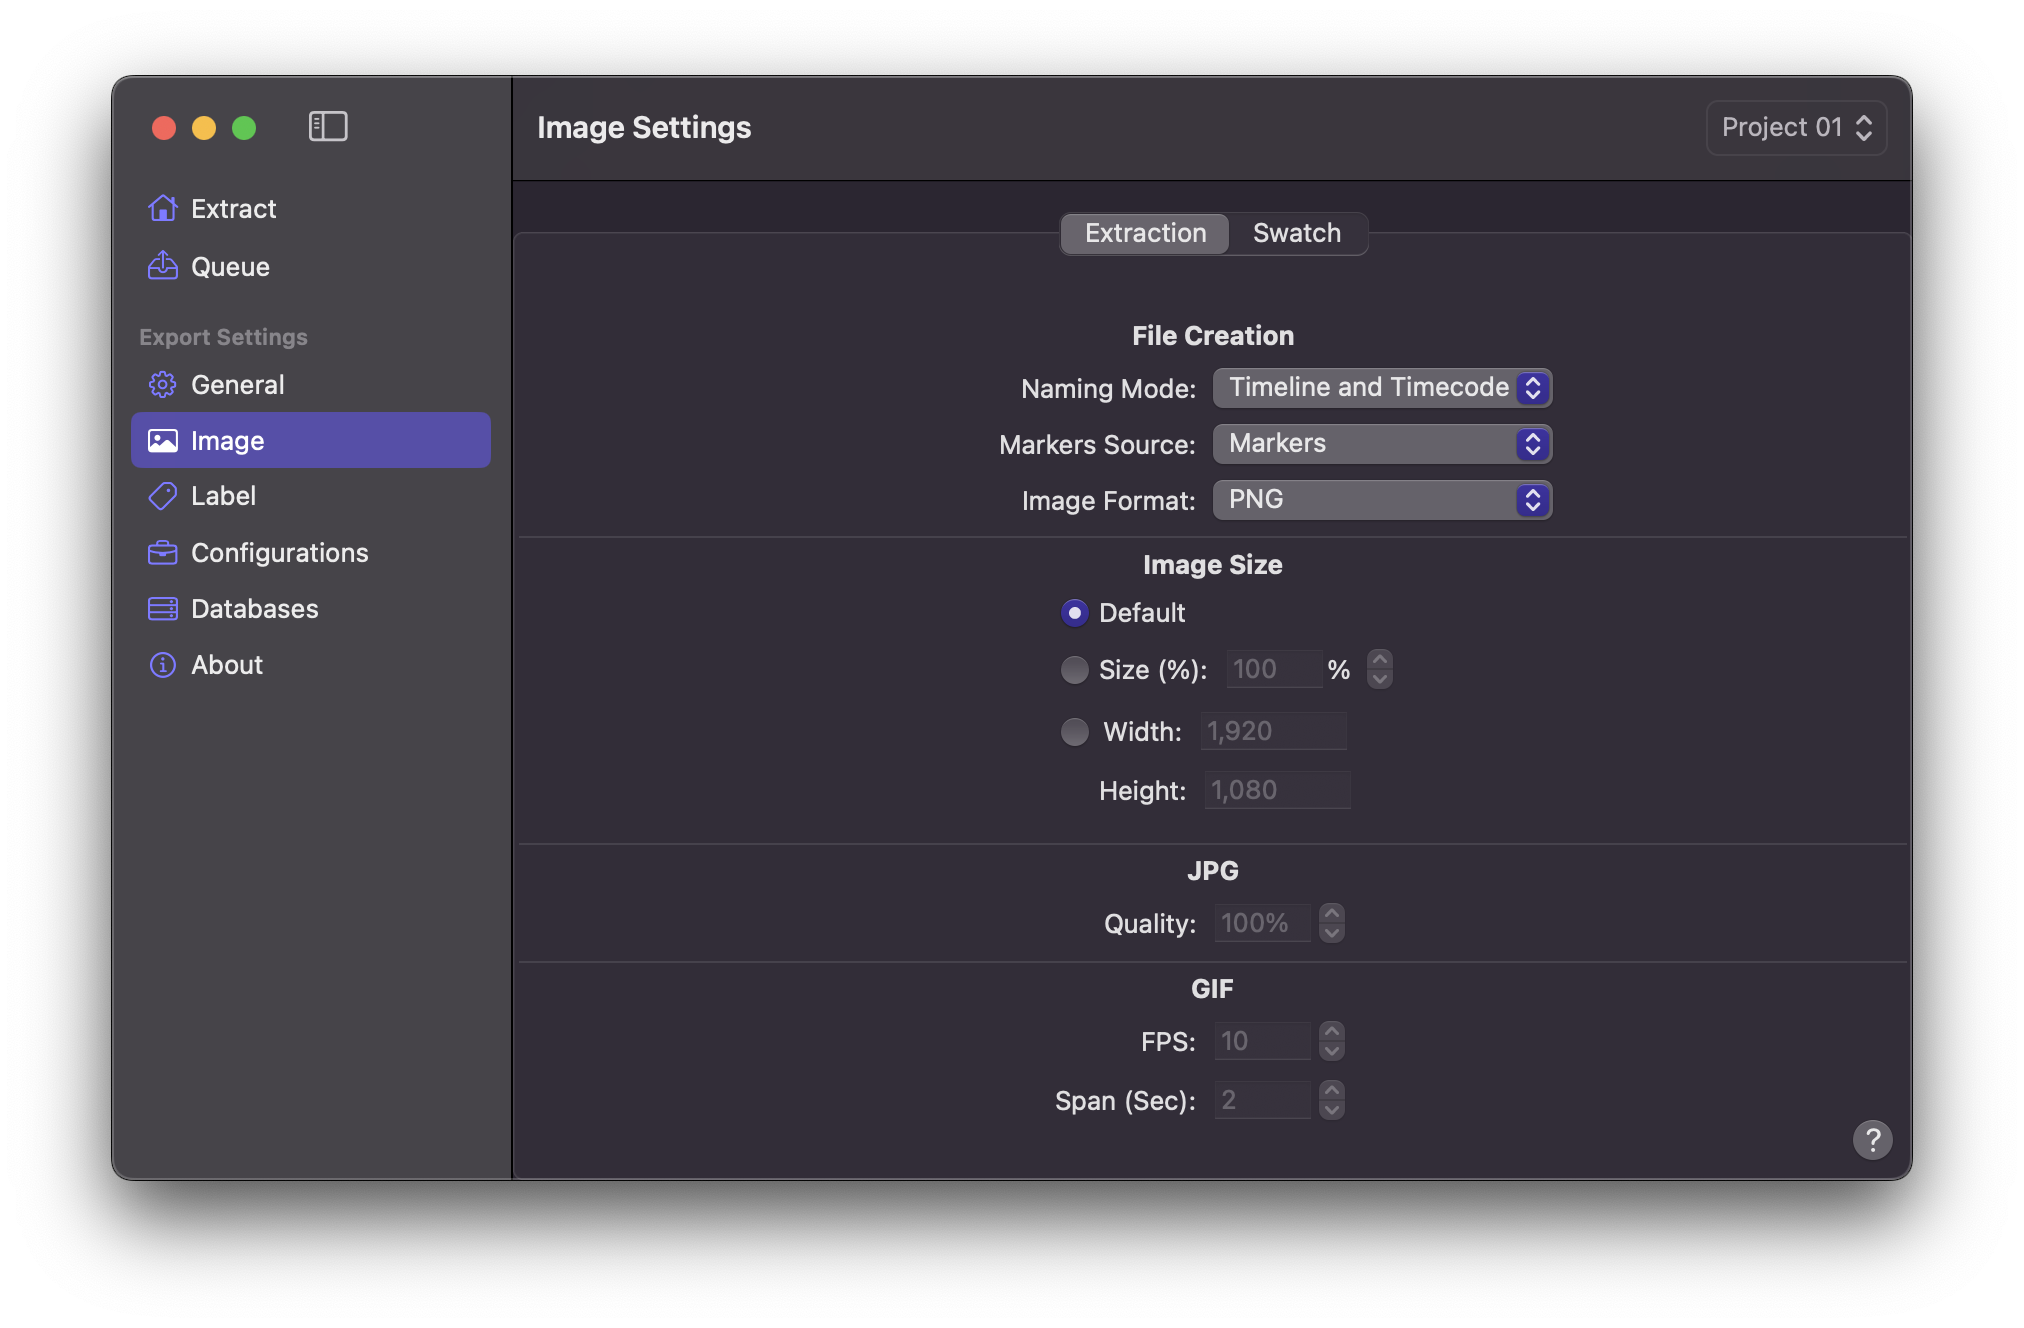 Image Settings
Project 01
Extract
Queue
Export Settings
General
Image
Label
Configurations
Databases
About
Extraction Swatch
File Creation
Naming Mode: Timeline and Timecode
Markers Source: Markers
Image Format: PNG
Image Size
Default
Size (%): 100 %
Width: 1,920
Height: 1,080
JPG
Quality: 100%
GIF
FPS: 10
Span (Sec): 2
?